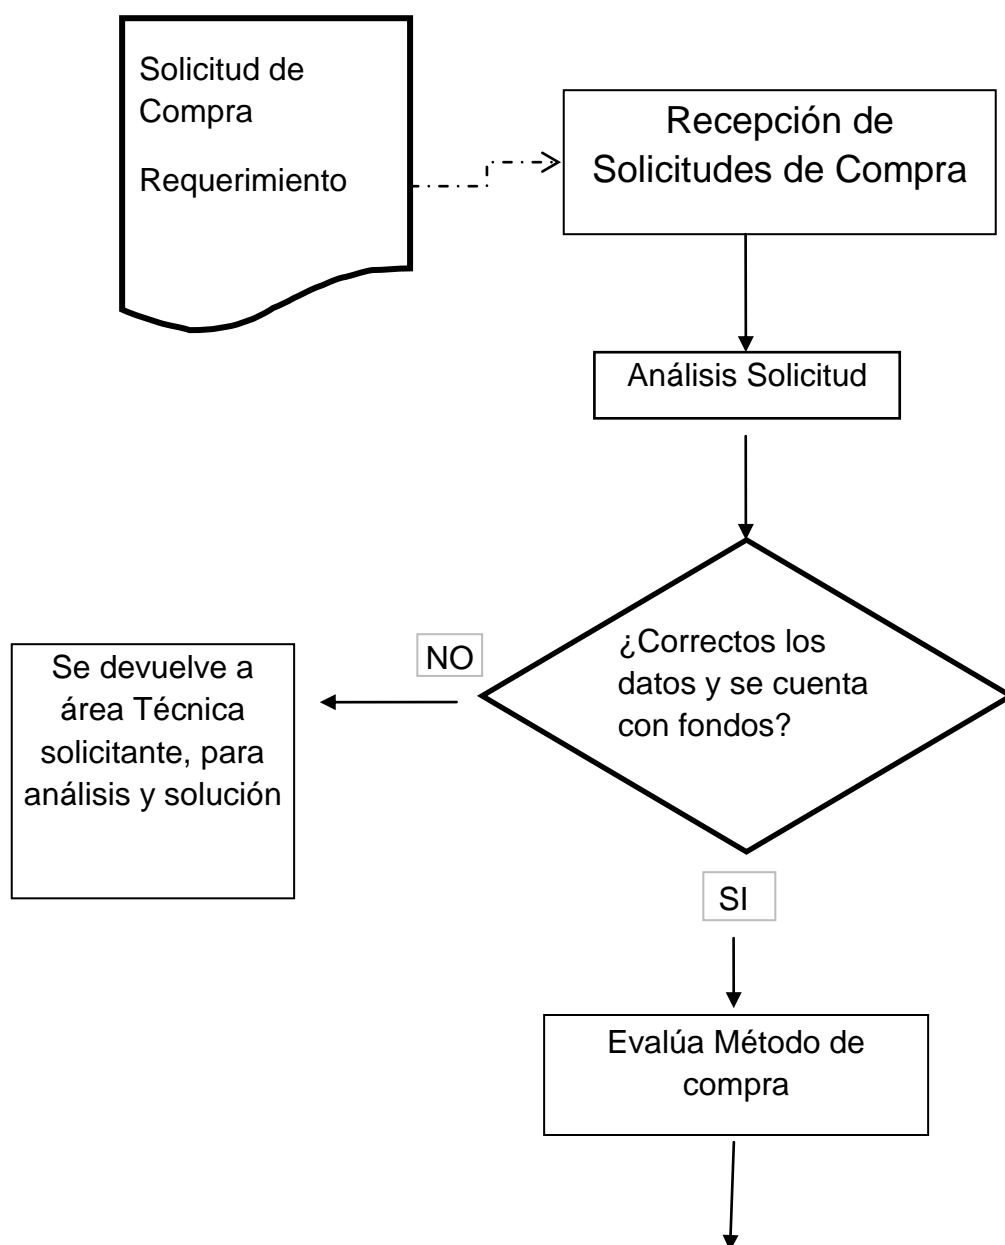 Solicitud de
Compra
Requerimiento
Recepción de
Solicitudes de Compra
Análisis Solicitud
¿Correctos los
datos y se cuenta
con fondos?
NO
Se devuelve a
área Técnica
solicitante, para
análisis y solución
SI
Evalúa Método de
compra